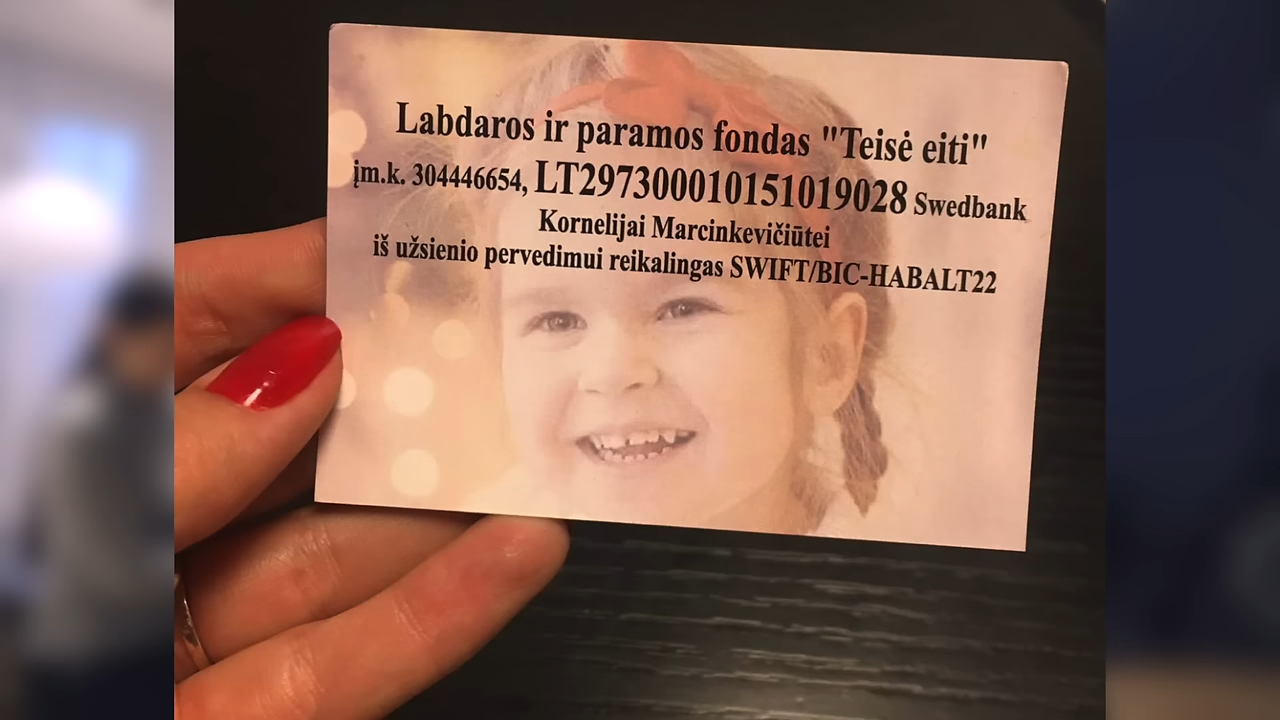 Labdaros ir paramos fondas "Teisė eiti"
įm.k. 304446654, LT297300010151019028 Swedbank
Kornelijai Marcinkevičiūtei
iš užsienio pervedimui reikalingas SWIFT/BIC-HABALT22